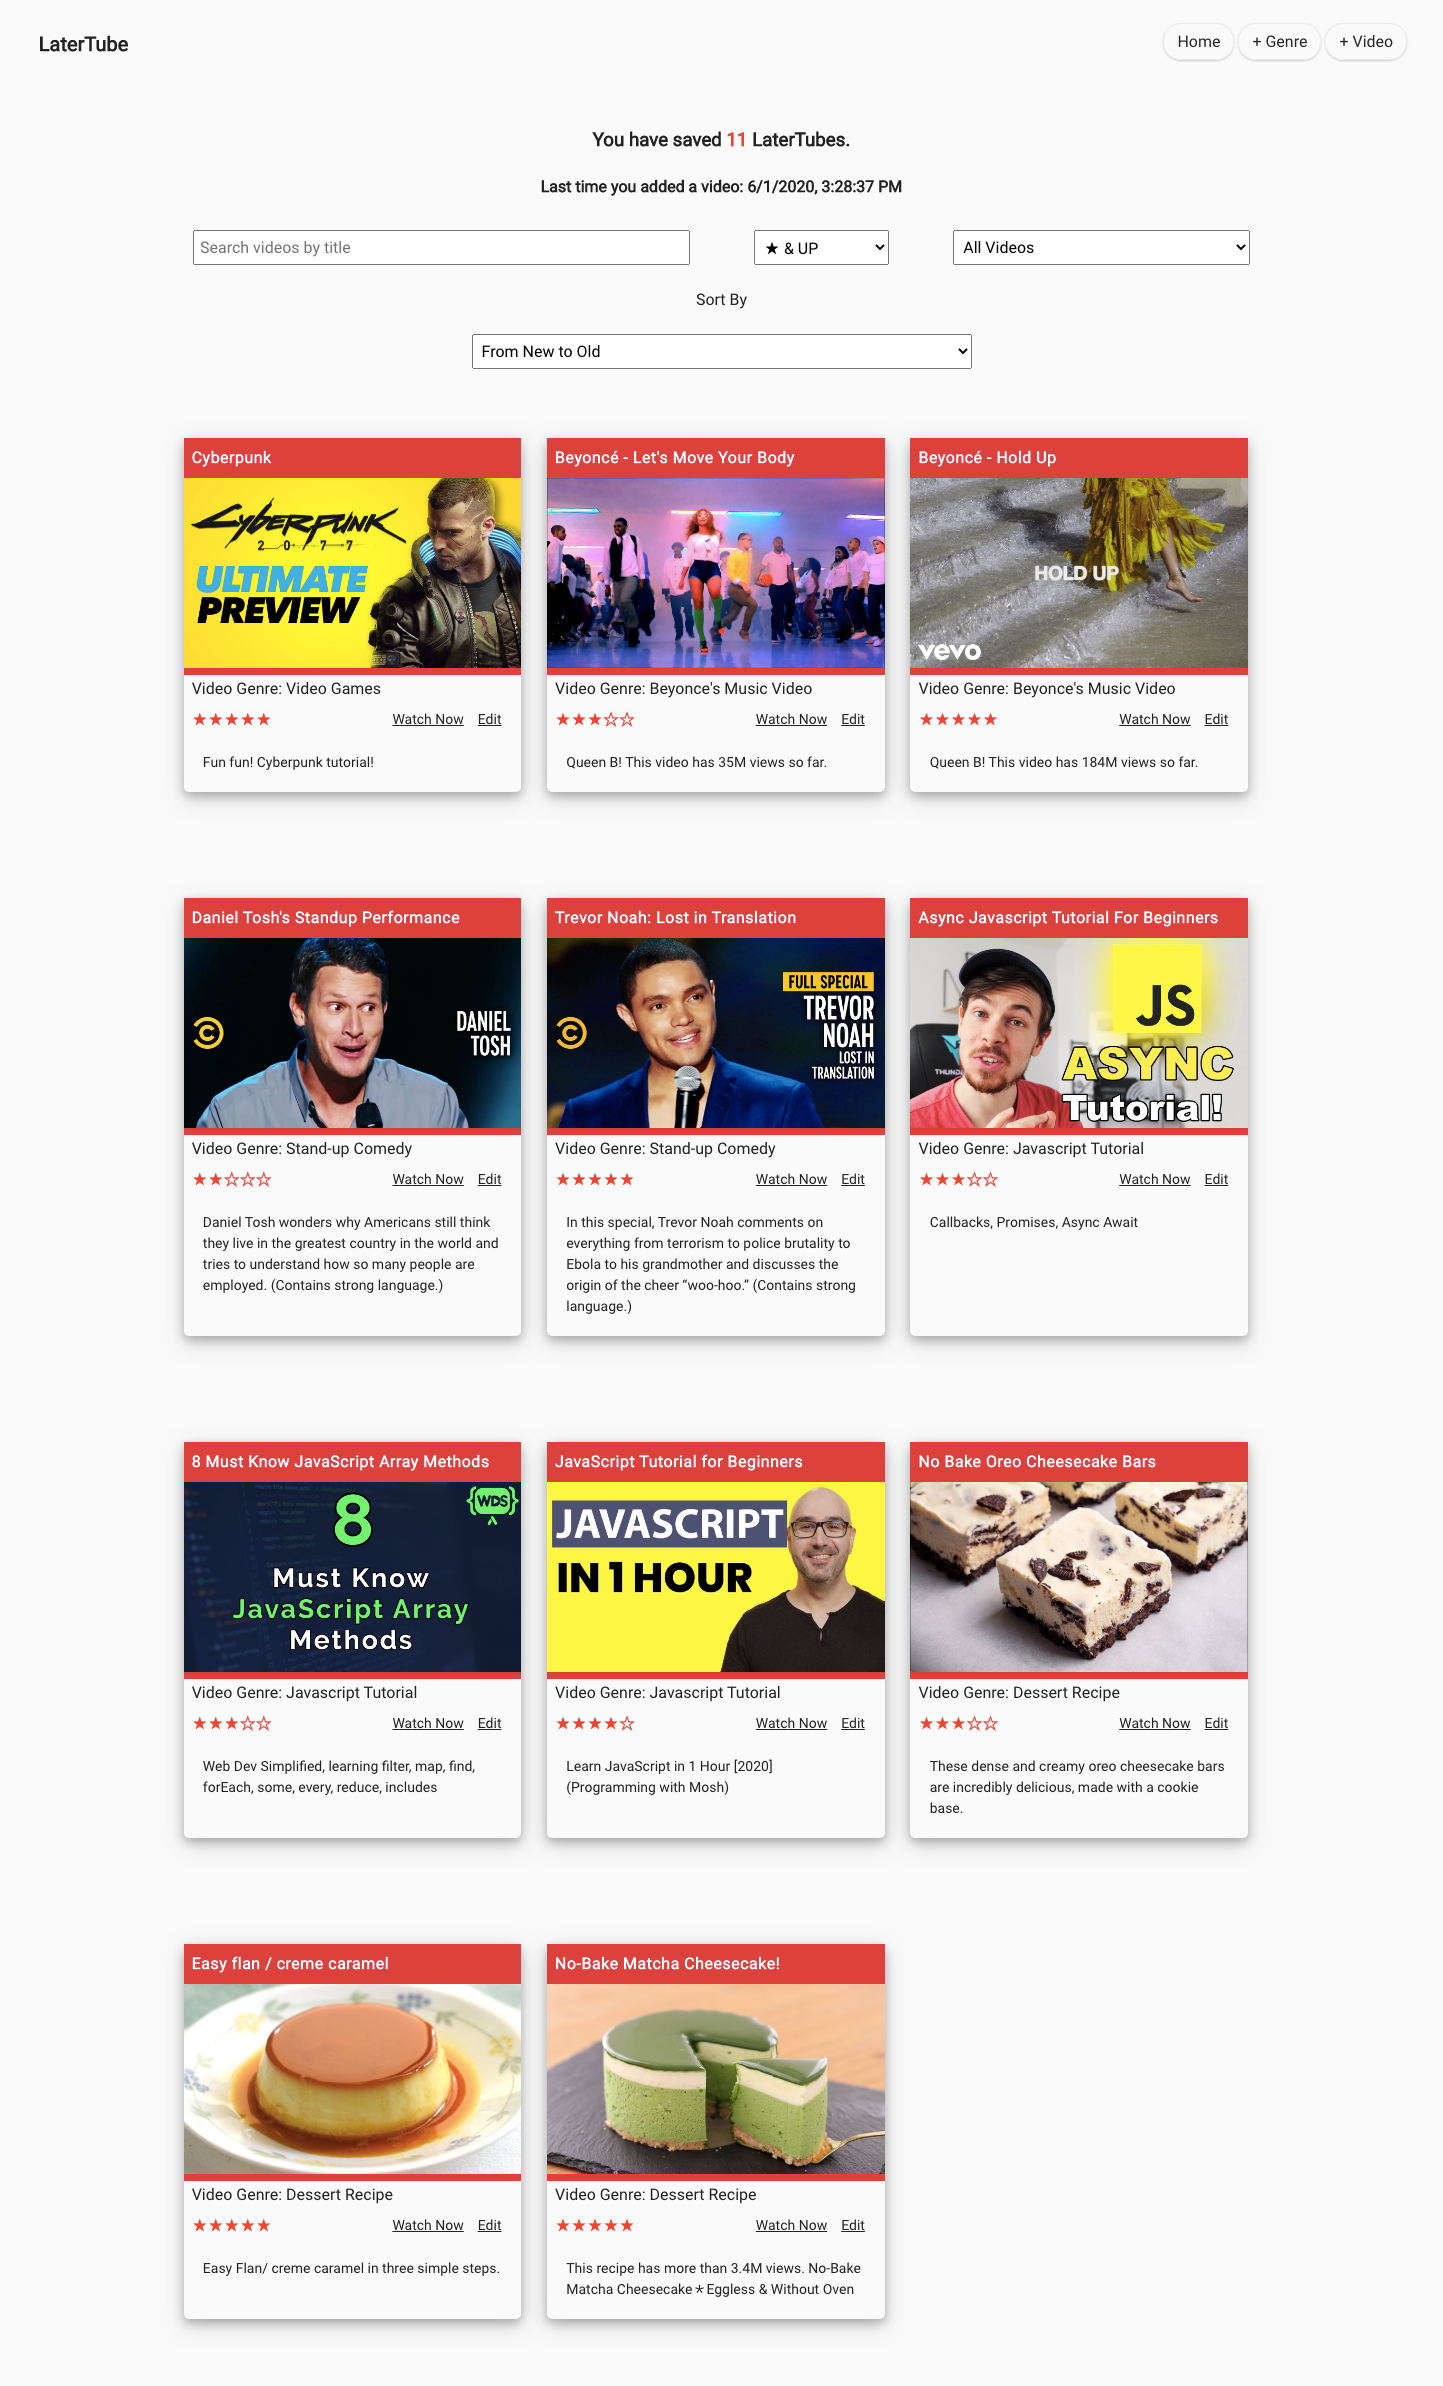 LaterTube
Home
+ Genre
+ Video
You have saved 11 LaterTubes.
Last time you added a video: 6/1/2020, 3:28:37 PM
Search videos by title
★ & UP
All Videos
Sort By
From New to Old
Cyberpunk
Cyberpunk
2077
ULTIMATE
PREVIEW
Video Genre: Video Games
★★★★★ Watch Now Edit
Fun fun! Cyberpunk tutorial!
Beyoncé - Let's Move Your Body
Video Genre: Beyonce's Music Video
★★★☆☆ Watch Now Edit
Queen B! This video has 35M views so far.
Beyoncé - Hold Up
HOLD UP
vevo
Video Genre: Beyonce's Music Video
★★★★★ Watch Now Edit
Queen B! This video has 184M views so far.
Daniel Tosh's Standup Performance
DANIEL
TOSH
Video Genre: Stand-up Comedy
★★☆☆☆ Watch Now Edit
Daniel Tosh wonders why Americans still think
they live in the greatest country in the world and
tries to understand how so many people are
employed. (Contains strong language.)
Trevor Noah: Lost in Translation
FULL SPECIAL
TREVOR
NOAH
LOST IN
TRANSLATION
Video Genre: Stand-up Comedy
★★★★★ Watch Now Edit
In this special, Trevor Noah comments on
everything from terrorism to police brutality to
Ebola to his grandmother and discusses the
origin of the cheer “woo-hoo.” (Contains strong
language.)
Async Javascript Tutorial For Beginners
JS
THUND
ASYNC
Tutorial!
Video Genre: Javascript Tutorial
★★★☆☆ Watch Now Edit
Callbacks, Promises, Async Await
8 Must Know JavaScript Array Methods
WDS
8
Must Know
JavaScript Array
Methods
Video Genre: Javascript Tutorial
★★★☆☆ Watch Now Edit
Web Dev Simplified, learning filter, map, find,
forEach, some, every, reduce, includes
JavaScript Tutorial for Beginners
JAVASCRIPT
IN 1 HOUR
Video Genre: Javascript Tutorial
★★★★☆ Watch Now Edit
Learn JavaScript in 1 Hour [2020]
(Programming with Mosh)
No Bake Oreo Cheesecake Bars
Video Genre: Dessert Recipe
★★★☆☆ Watch Now Edit
These dense and creamy oreo cheesecake bars
are incredibly delicious, made with a cookie
base.
Easy flan / creme caramel
Video Genre: Dessert Recipe
★★★★★ Watch Now Edit
Easy Flan/ creme caramel in three simple steps.
No-Bake Matcha Cheesecake!
Video Genre: Dessert Recipe
★★★★★ Watch Now Edit
This recipe has more than 3.4M views. No-Bake
Matcha Cheesecake＊Eggless & Without Oven